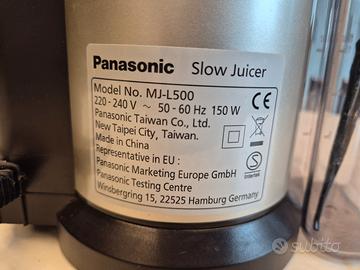 Panasonic Slow Juicer
Model No. MJ-L500
220 - 240 V ~ 50 - 60 Hz 150 W
Panasonic Taiwan Co., Ltd.
New Taipei City, Taiwan.
Made in China
Representative in EU :
Panasonic Marketing Europe GmbH
Panasonic Testing Centre
Winsbergring 15, 22525 Hamburg Germany
CE
S
Intertek
subito